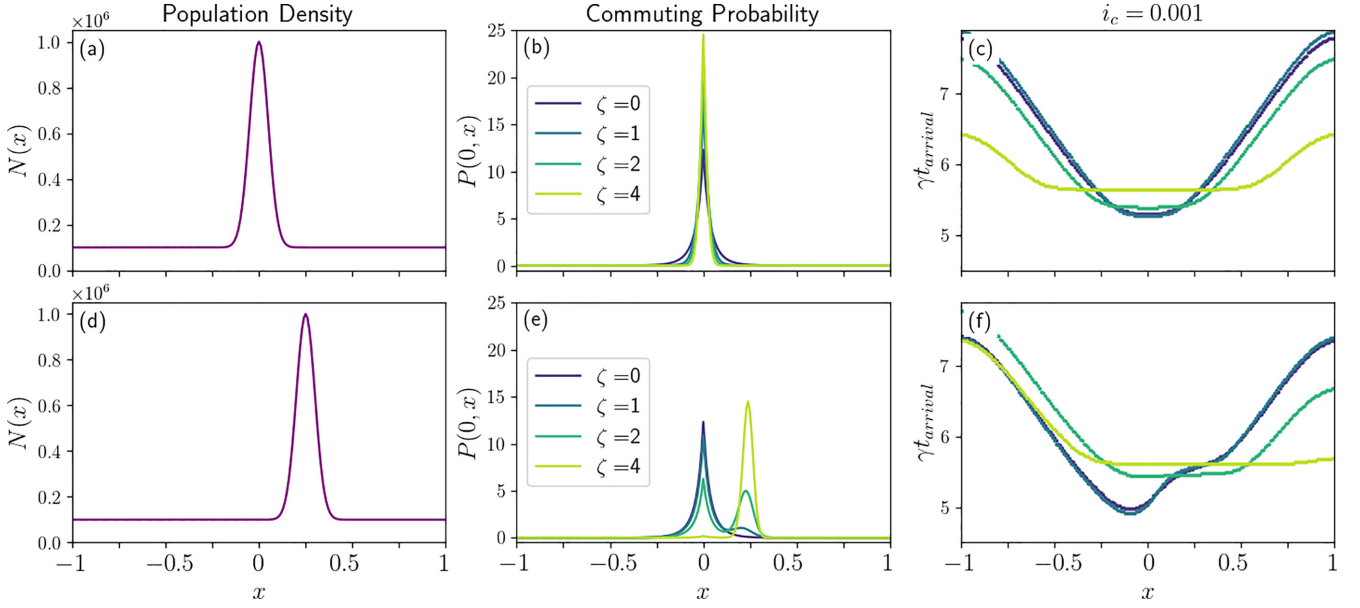 Population Density
Commuting Probability
i_c = 0.001
×10⁶
(a)
1.0
0.8
0.6
0.4
0.2
0.0
N(x)
(b)
25
20
15
10
5
0
P(0, x)
ζ =0
ζ =1
ζ =2
ζ =4
(c)
7
6
5
γt_arrival
×10⁶
(d)
1.0
0.8
0.6
0.4
0.2
0.0
N(x)
−1
−0.5
0
0.5
1
x
(e)
25
20
15
10
5
0
P(0, x)
ζ =0
ζ =1
ζ =2
ζ =4
−1
−0.5
0
0.5
1
x
(f)
7
6
5
γt_arrival
−1
−0.5
0
0.5
1
x